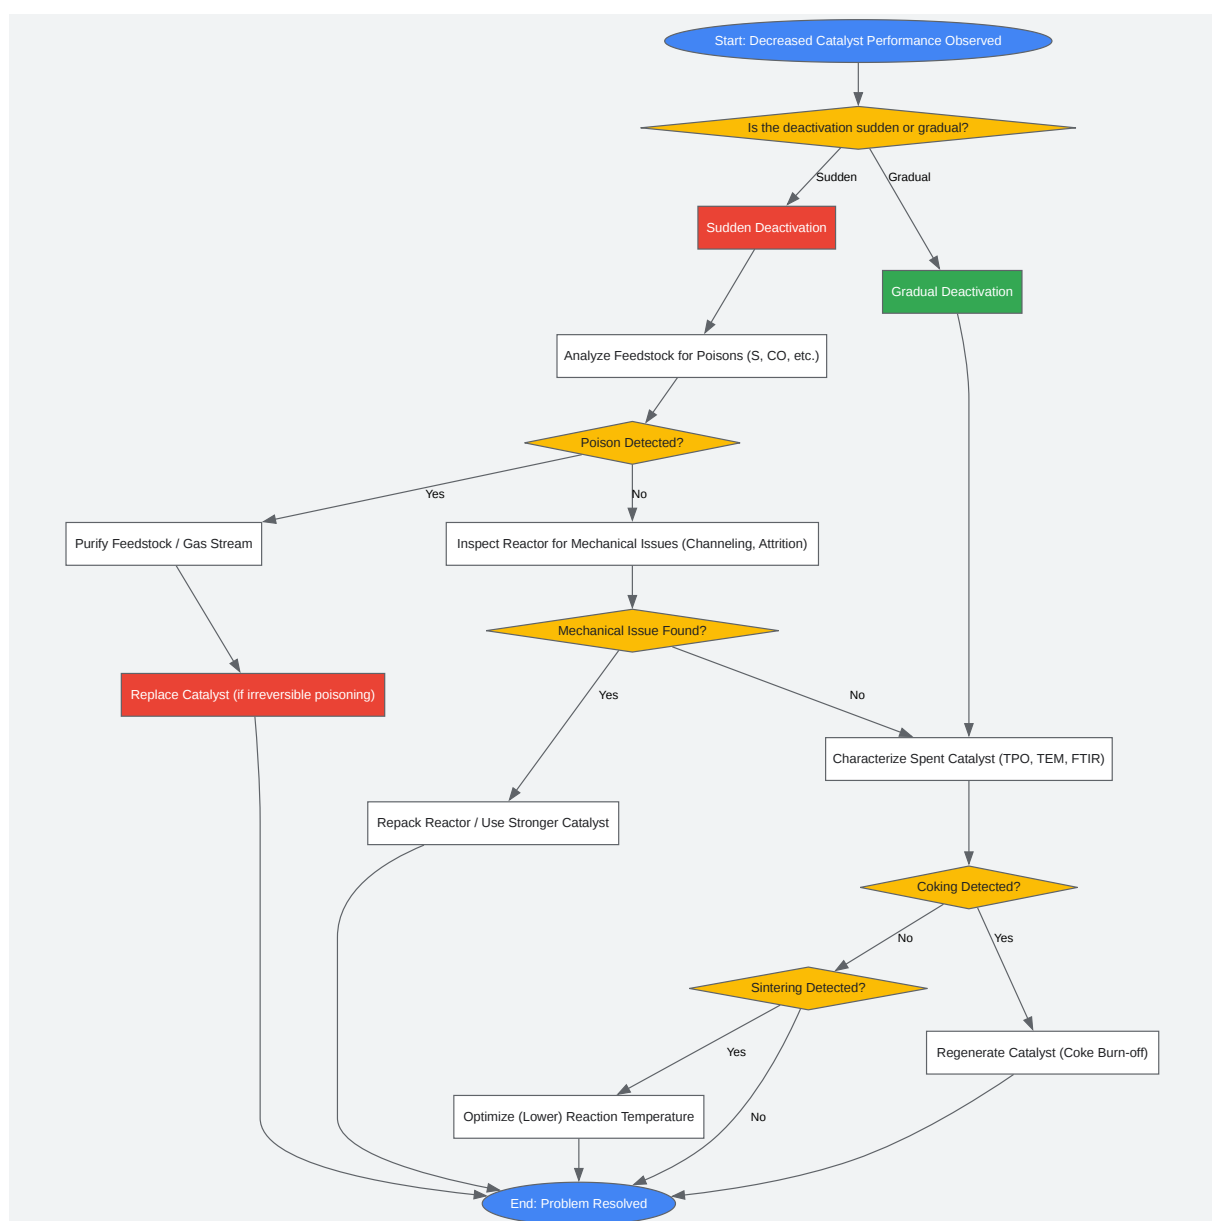 Start: Decreased Catalyst Performance Observed
Is the deactivation sudden or gradual?
Sudden
Gradual
Sudden Deactivation
Gradual Deactivation
Analyze Feedstock for Poisons (S, CO, etc.)
Poison Detected?
Yes
No
Purify Feedstock / Gas Stream
Inspect Reactor for Mechanical Issues (Channeling, Attrition)
Mechanical Issue Found?
Replace Catalyst (if irreversible poisoning)
Yes
No
Characterize Spent Catalyst (TPO, TEM, FTIR)
Repack Reactor / Use Stronger Catalyst
Coking Detected?
No
Yes
Sintering Detected?
Yes
Regenerate Catalyst (Coke Burn-off)
Optimize (Lower) Reaction Temperature
No
End: Problem Resolved